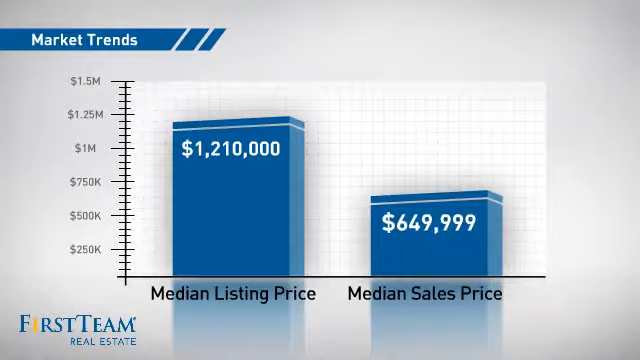 Market Trends
$1.5M
$1.25M
$1M
$750K
$500K
$250K
$1,210,000
$649,999
Median Listing Price
Median Sales Price
FIRSTTEAM®
REAL ESTATE